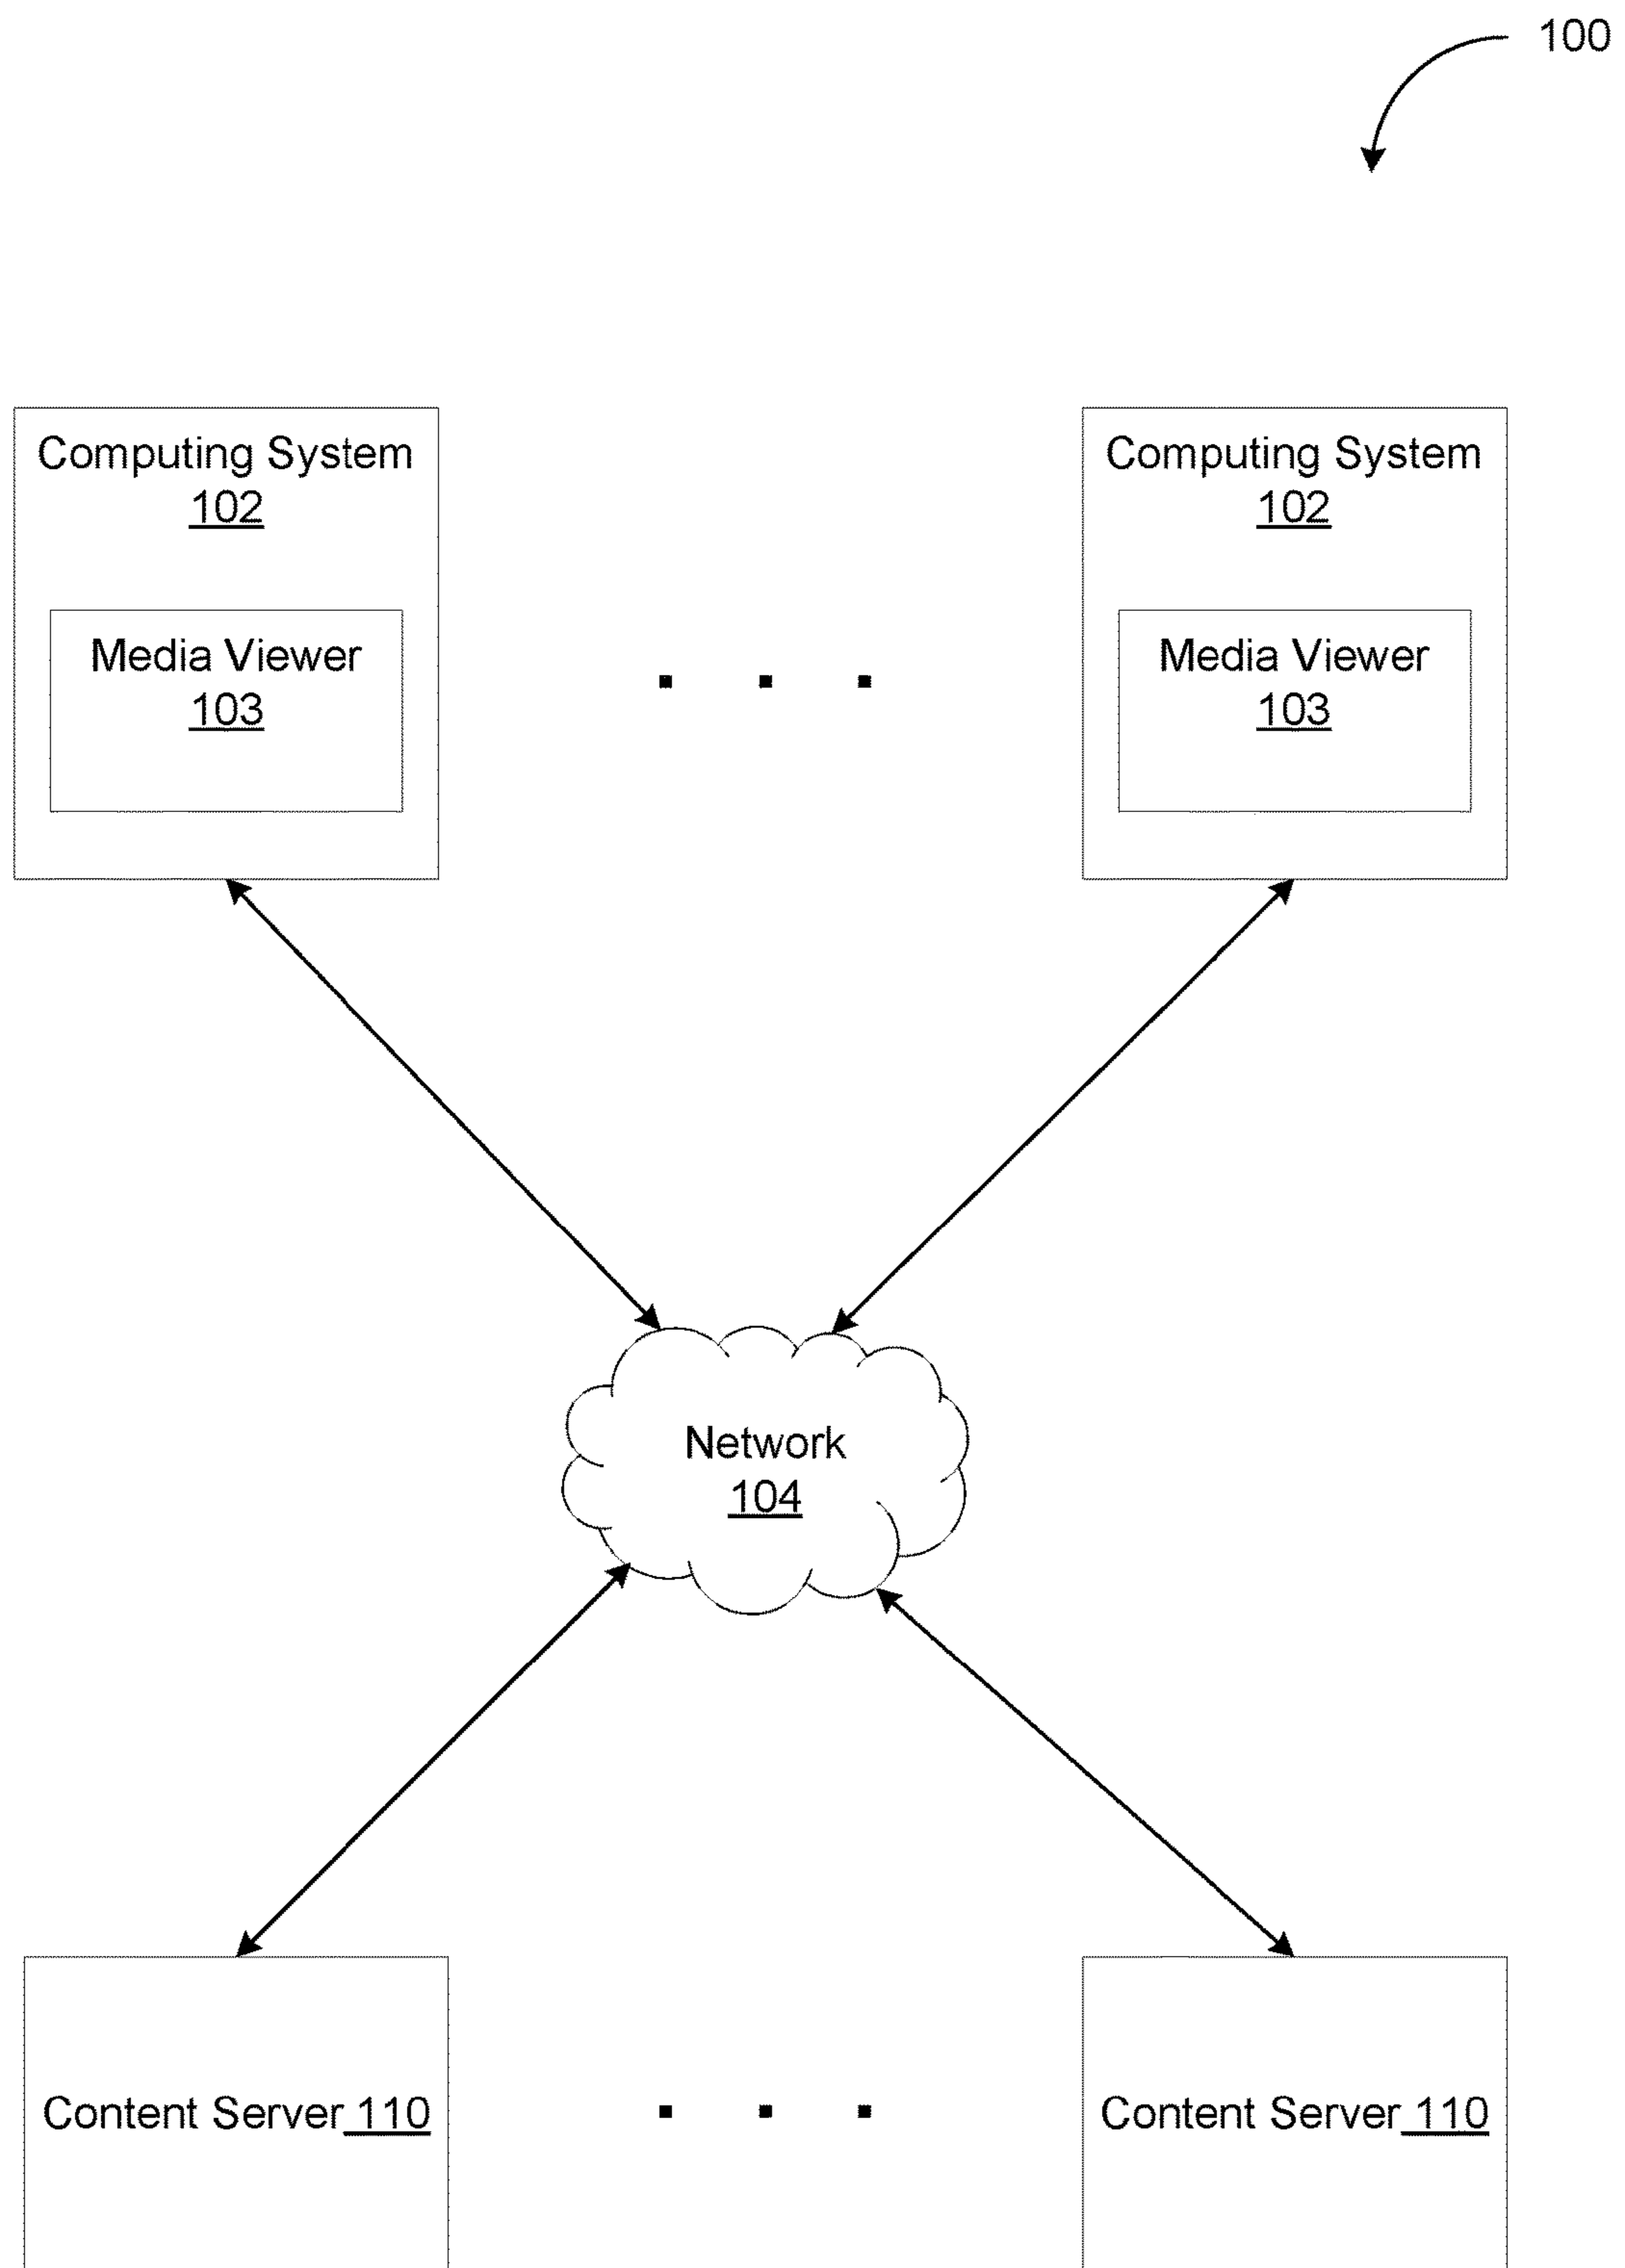 100
Computing System
102
Media Viewer
103
Computing System
102
Media Viewer
103
Network
104
Content Server 110
Content Server 110